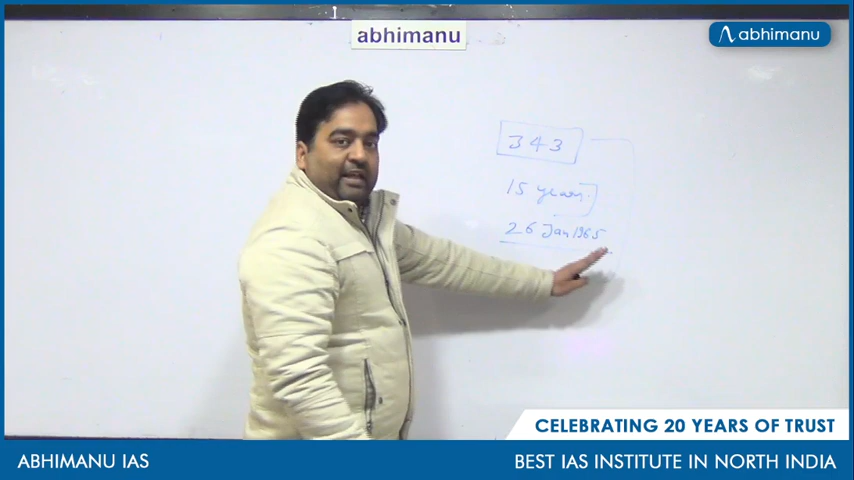 abhimanu
abhimanu
343
15 years
26 Jan 1965
CELEBRATING 20 YEARS OF TRUST
ABHIMANU IAS
BEST IAS INSTITUTE IN NORTH INDIA